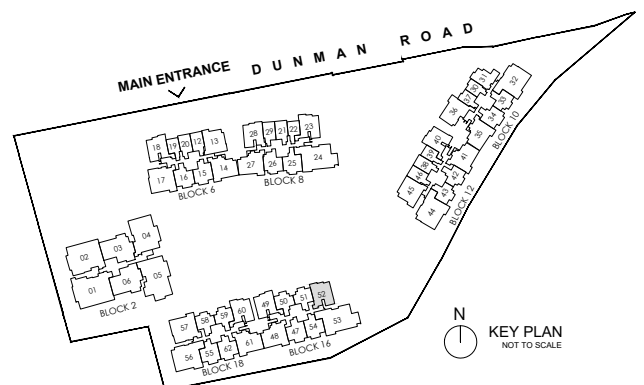 DUNMAN ROAD
MAIN ENTRANCE
18 19 20 12 13
17 16 15 14
BLOCK 6
28 29 21 22 23
27 26 25 24
BLOCK 8
31 32
30
37 33
36 34
35
BLOCK 10
40
39 41
38
46 42
45 43
44
BLOCK 12
04
03
02
05
06
01
BLOCK 2
57 58 59 60
56 55 62 61
BLOCK 18
49 50 51 52
48 47 54 53
BLOCK 16
N
KEY PLAN
NOT TO SCALE